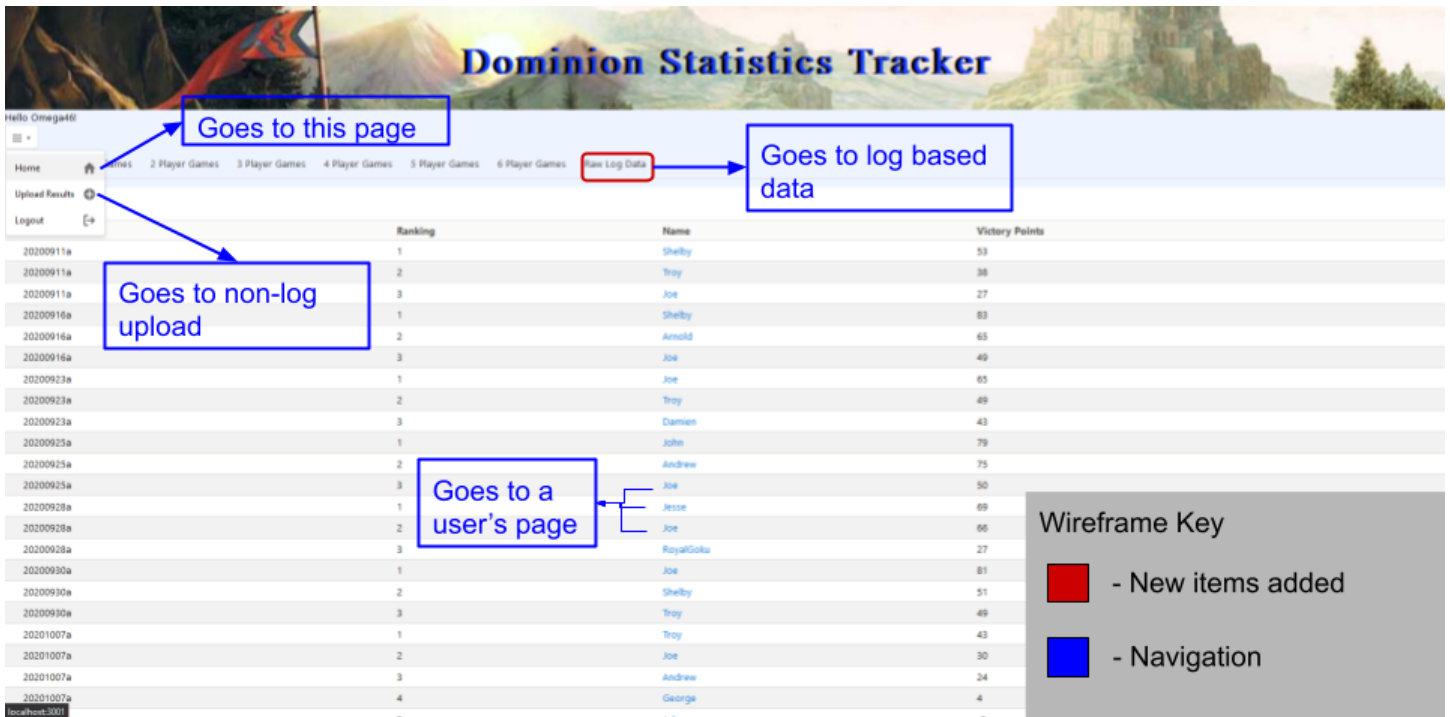 Dominion Statistics Tracker
Hello Omega46!
Goes to this page
Home
ames 2 Player Games 3 Player Games 4 Player Games 5 Player Games 6 Player Games Raw Log Data
Goes to log based
data
Upload Results
Logout
Ranking Name Victory Points
20200911a 1 Shelby 53
20200911a 2 Troy 38
20200911a 3 Joe 27
20200916a 1 Shelby 83
20200916a 2 Arnold 65
20200916a 3 Joe 49
Goes to non-log
upload
20200923a 1 Joe 65
20200923a 2 Troy 49
20200923a 3 Damien 43
20200925a 1 John 79
20200925a 2 Andrew 75
20200925a 3 Joe 50
20200928a 1 Jesse 69
20200928a 2 Joe 66
20200928a 3 RoyalGoku 27
Goes to a
user’s page
20200930a 1 Joe 81
20200930a 2 Shelby 51
20200930a 3 Troy 49
20201007a 1 Troy 43
20201007a 2 Joe 30
20201007a 3 Andrew 24
20201007a 4 George 4
localhost:3001
Wireframe Key
- New items added
- Navigation